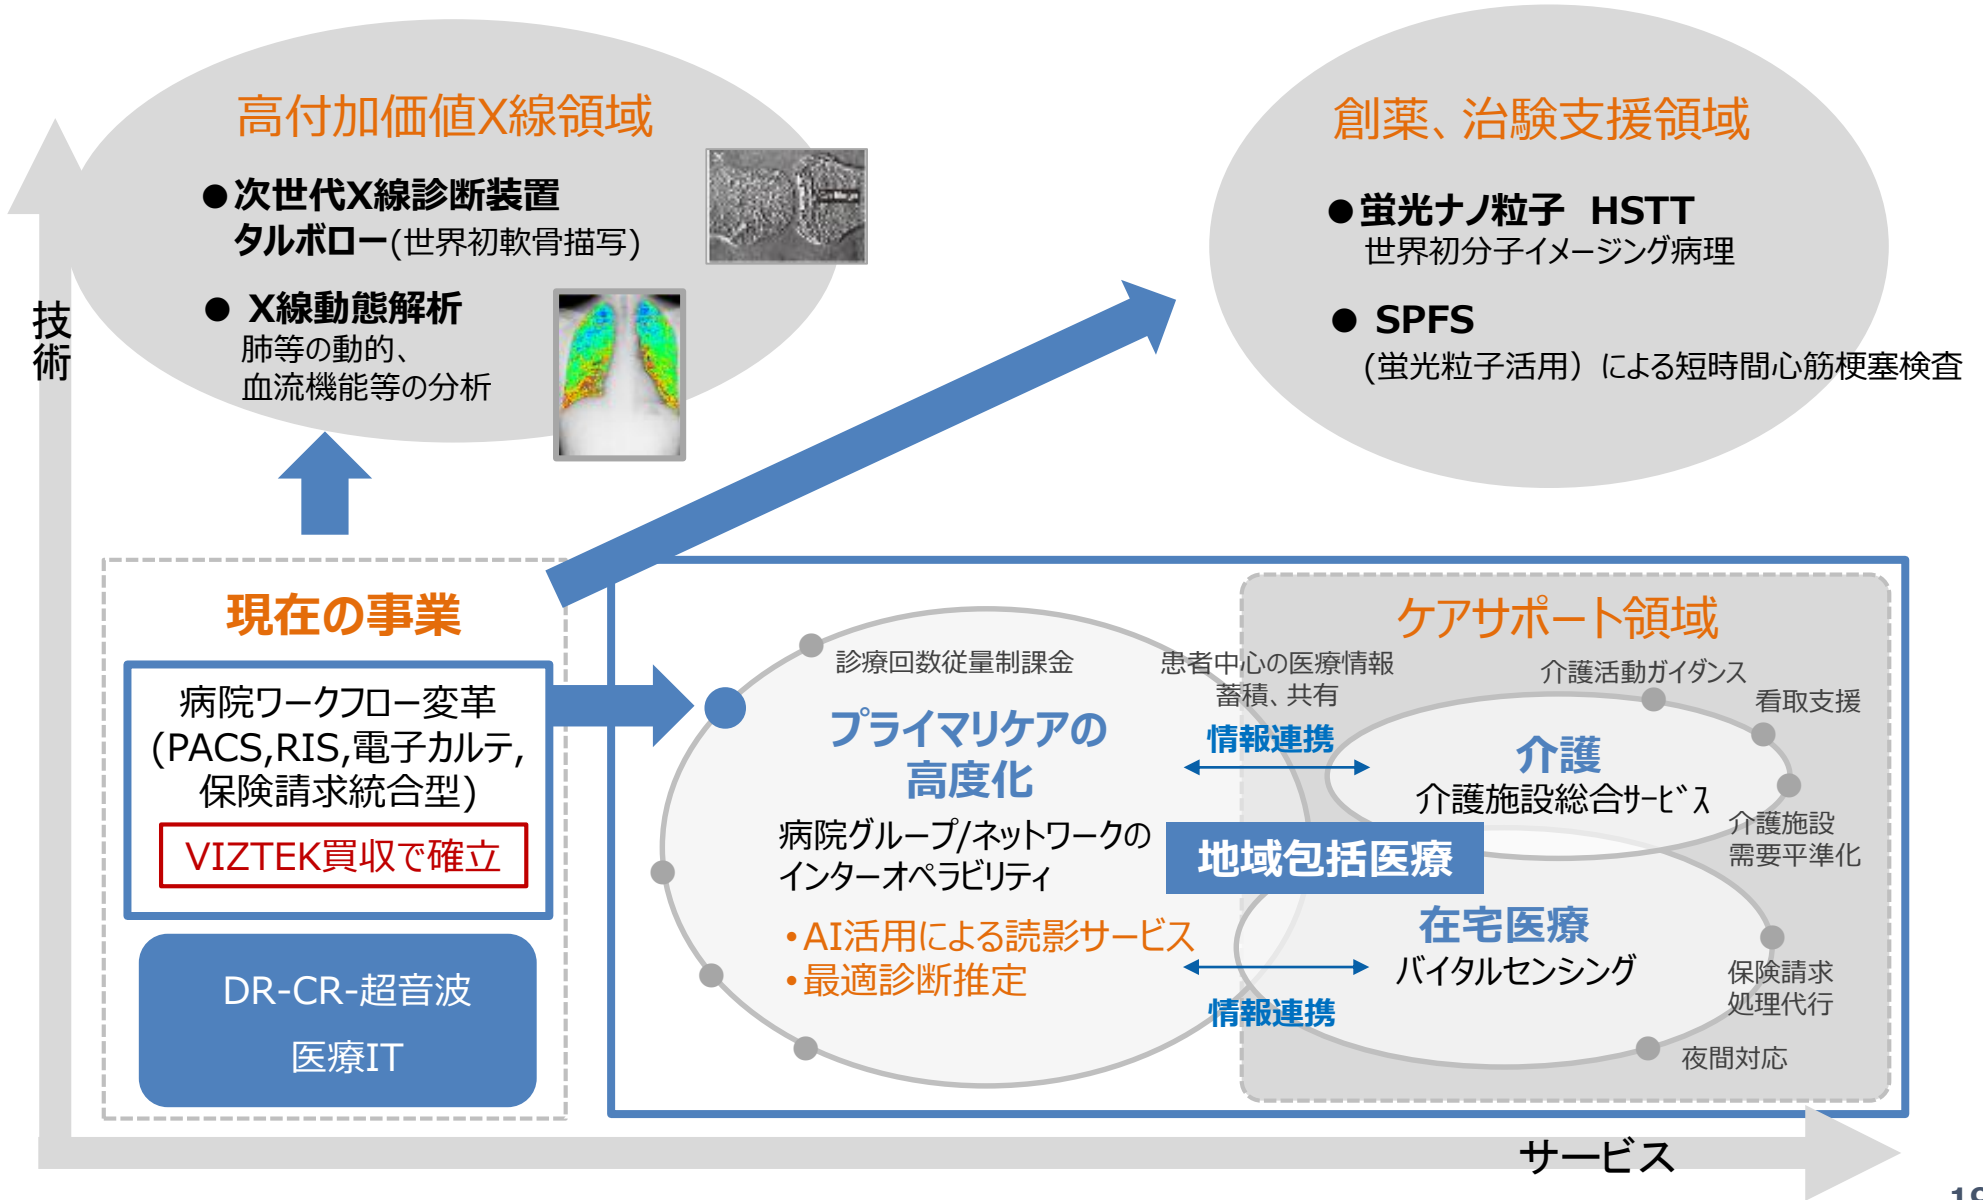 高付加価値X線領域
●次世代X線診断装置
タルボロー(世界初軟骨描写)
● X線動態解析
肺等の動的、
血流機能等の分析
創薬、治験支援領域
●蛍光ナノ粒子 HSTT
世界初分子イメージング病理
● SPFS
(蛍光粒子活用）による短時間心筋梗塞検査
技術
現在の事業
病院ワークフロー変革
(PACS,RIS,電子カルテ,
保険請求統合型)
VIZTEK買収で確立
DR-CR-超音波
医療IT
診療回数従量制課金
プライマリケアの
高度化
病院グループ/ネットワークの
インターオペラビリティ
・AI活用による読影サービス
・最適診断推定
患者中心の医療情報
蓄積、共有
情報連携
地域包括医療
情報連携
ケアサポート領域
介護活動ガイダンス
看取支援
介護
介護施設総合サービス
介護施設
需要平準化
在宅医療
バイタルセンシング
保険請求
処理代行
夜間対応
サービス